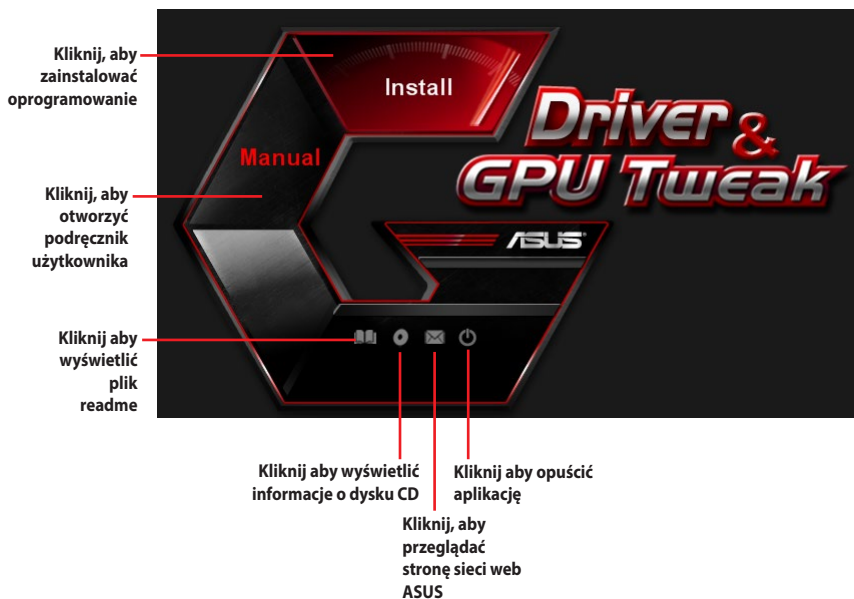 Kliknij, aby
zainstalować
oprogramowanie
Install
Driver &
GPU Tweak
Manual
Kliknij, aby
otworzyć
podręcznik
użytkownika
ASUS
Kliknij aby
wyświetlić
plik
readme
Kliknij aby wyświetlić
informacje o dysku CD
Kliknij aby opuścić
aplikację
Kliknij, aby
przeglądać
stronę sieci web
ASUS